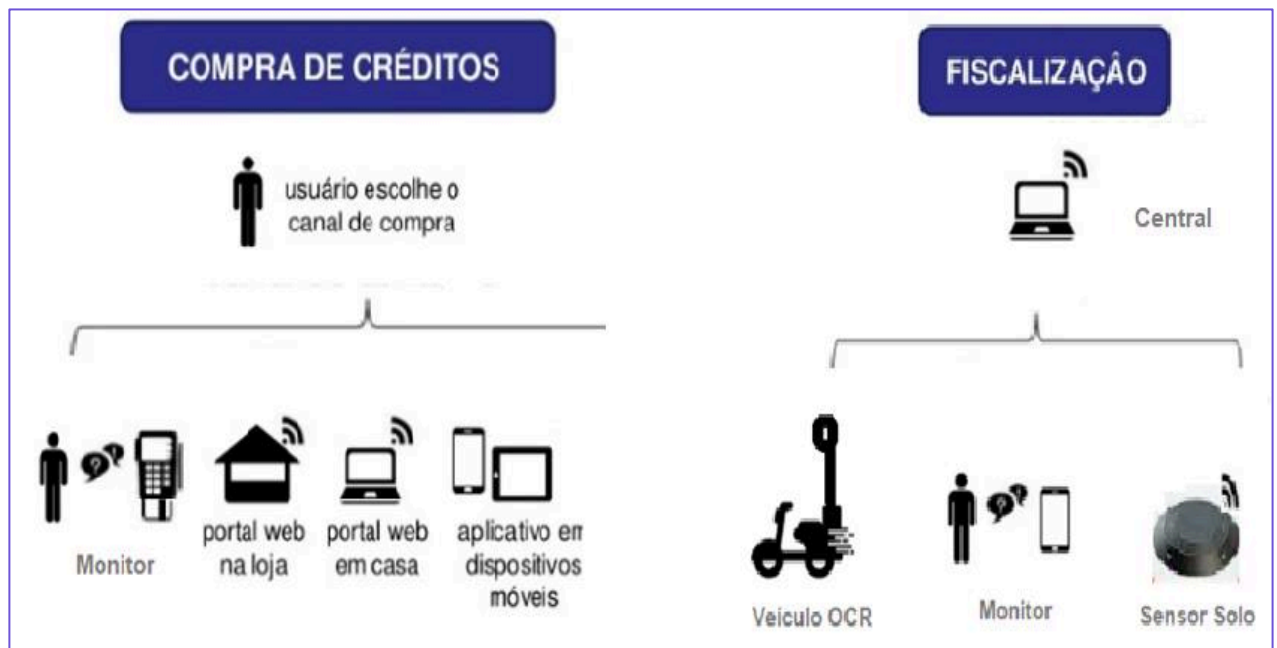 COMPRA DE CRÉDITOS
usuário escolhe o
canal de compra
Monitor
portal web
na loja
portal web
em casa
aplicativo em
dispositivos
móveis
FISCALIZAÇÂO
Central
Veículo OCR
Monitor
Sensor Solo